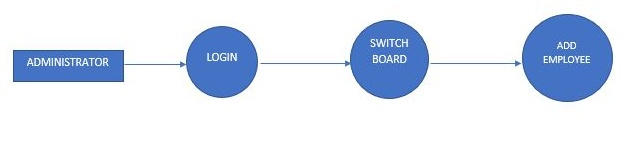 ADMINISTRATOR
LOGIN
SWITCH
BOARD
ADD
EMPLOYEE